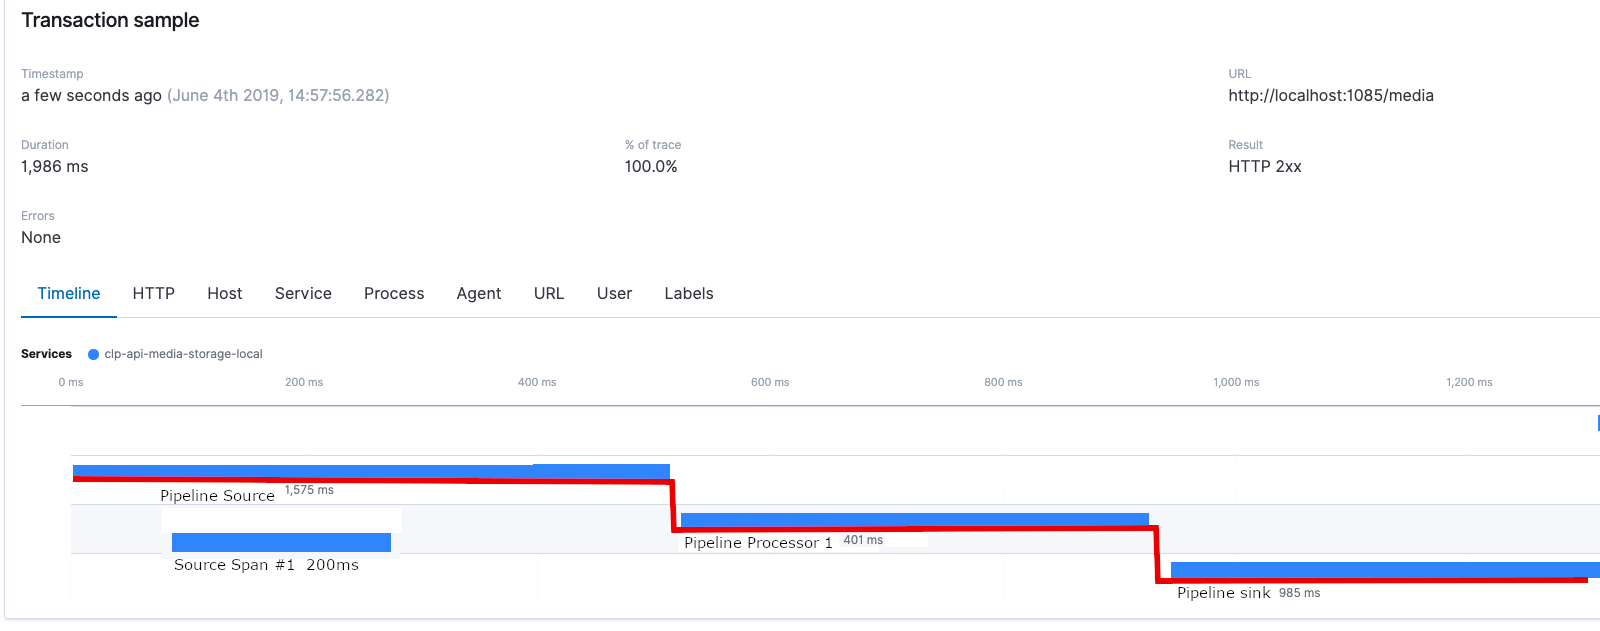 Transaction sample
Timestamp
a few seconds ago (June 4th 2019, 14:57:56.282)
URL
http://localhost:1085/media
Duration
1,986 ms
% of trace
100.0%
Result
HTTP 2xx
Errors
None
Timeline HTTP Host Service Process Agent URL User Labels
Services clp-api-media-storage-local
0 ms 200 ms 400 ms 600 ms 800 ms 1,000 ms 1,200 ms
Pipeline Source 1,575 ms
Pipeline Processor 1 401 ms
Source Span #1 200ms
Pipeline sink 985 ms